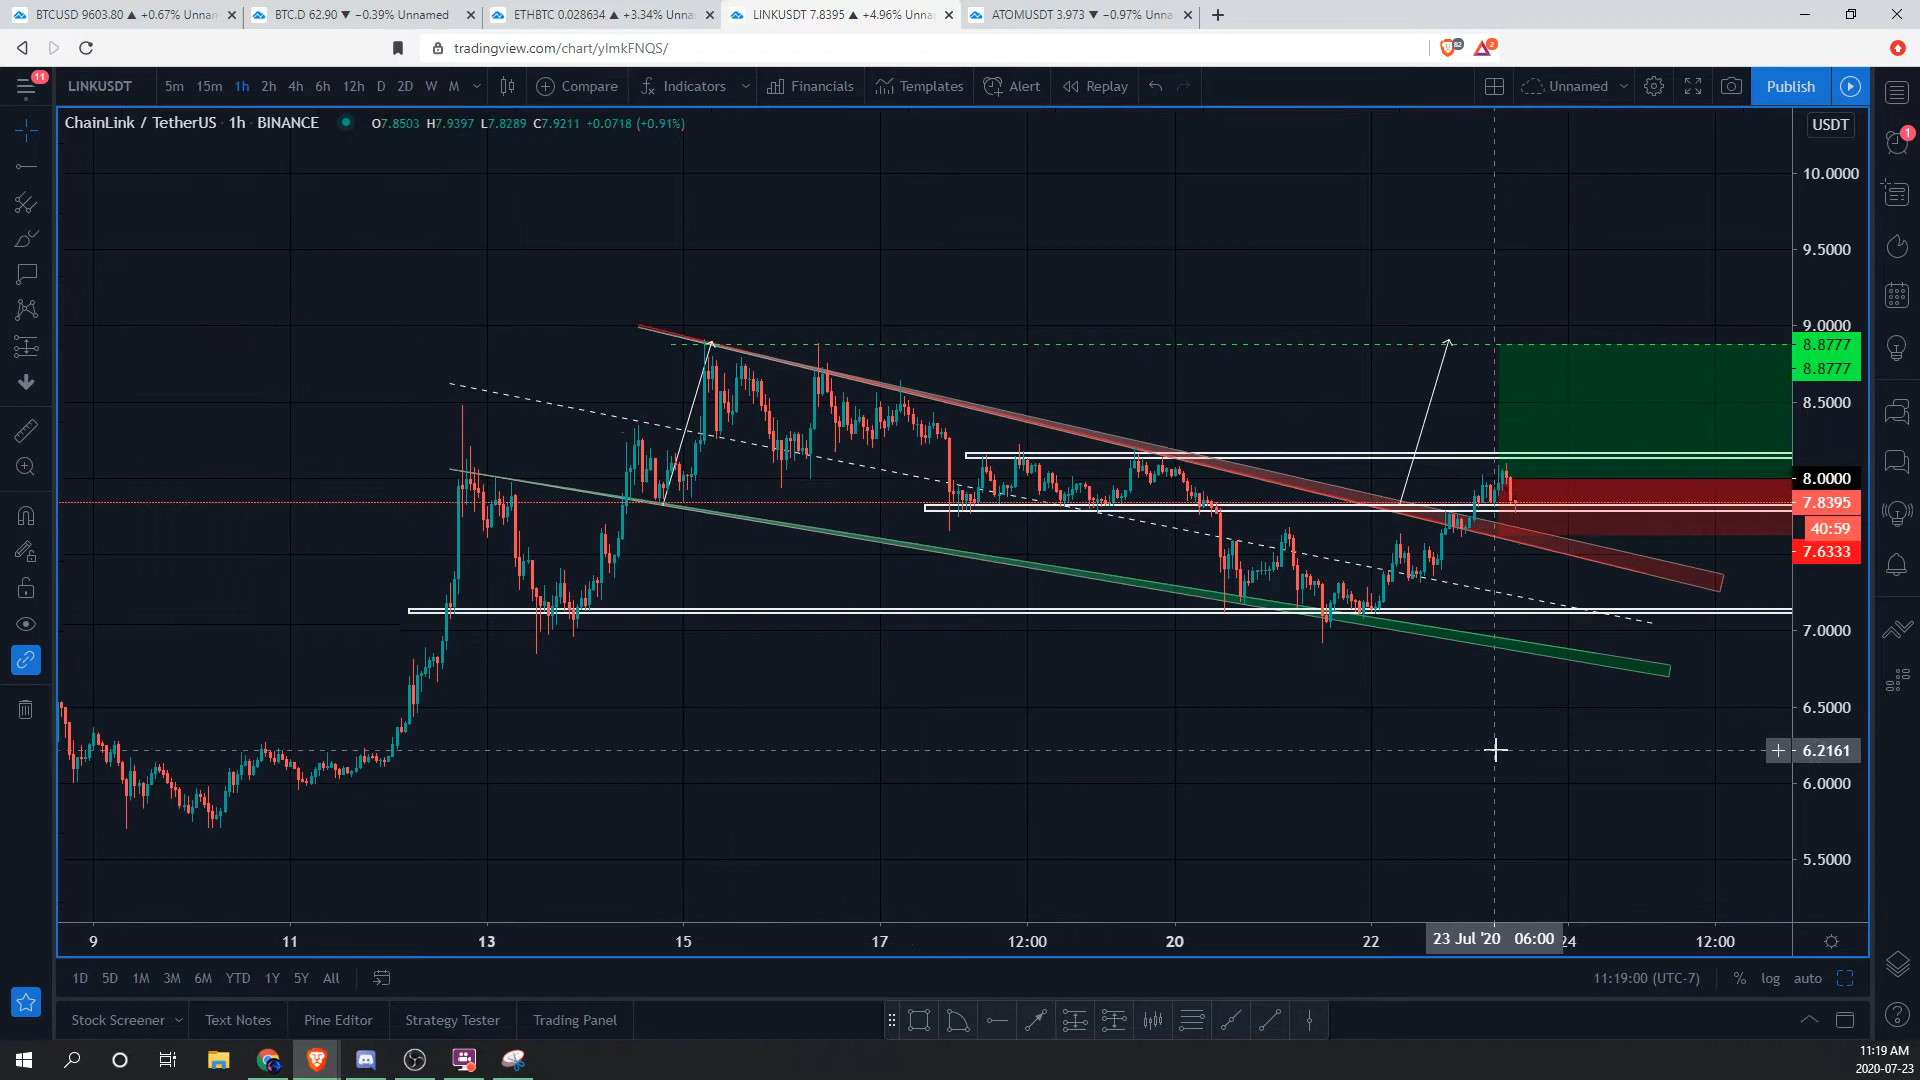 BTCUSD 9603.80 ▲ +0.67% Unnan
BTC.D 62.90 ▼ −0.39% Unnamed
ETHBTC 0.028634 ▲ +3.34% Unna
LINKUSDT 7.8395 ▲ +4.96% Unna
ATOMUSDT 3.973 ▼ −0.97% Unna
tradingview.com/chart/ylmkFNQS/
82
2
11
LINKUSDT 5m 15m 1h 2h 4h 6h 12h D 2D W M Compare Indicators Financials Templates Alert Replay Unnamed Publish
ChainLink / TetherUS · 1h · BINANCE O7.8503 H7.9397 L7.8289 C7.9211 +0.0718 (+0.91%)
USDT
1
10.0000
9.5000
9.0000
8.8777
8.8777
8.5000
8.0000
7.8395
40:59
7.6333
7.0000
6.5000
6.2161
6.0000
5.5000
9 11 13 15 17 12:00 20 22 23 Jul '20 06:00 24 12:00
1D 5D 1M 3M 6M YTD 1Y 5Y All 11:19:00 (UTC-7) % log auto
Stock Screener Text Notes Pine Editor Strategy Tester Trading Panel
11:19 AM
2020-07-23